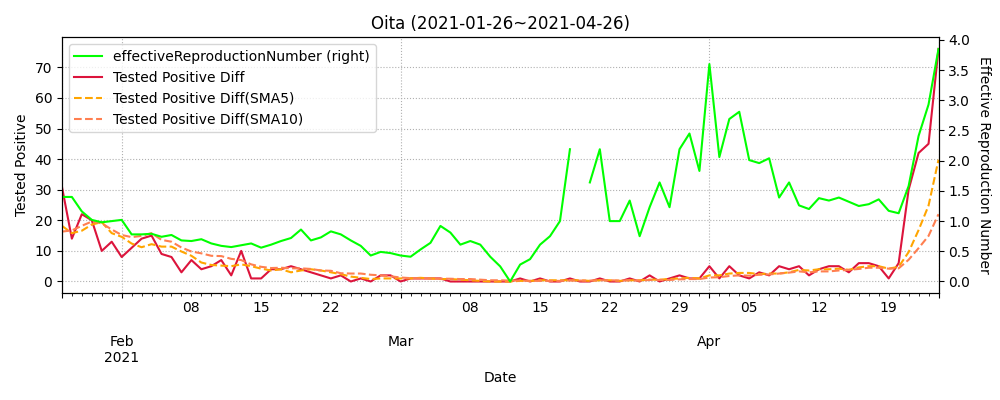 Oita (2021-01-26~2021-04-26)
effectiveReproductionNumber (right)
Tested Positive Diff
Tested Positive Diff(SMA5)
Tested Positive Diff(SMA10)
Tested Positive
70
60
50
40
30
20
10
0
4.0
3.5
3.0
2.5
2.0
1.5
1.0
0.5
0.0
Effective Reproduction Number
08 15 22 08 15 22 29 05 12 19
Feb Mar Apr
2021
Date